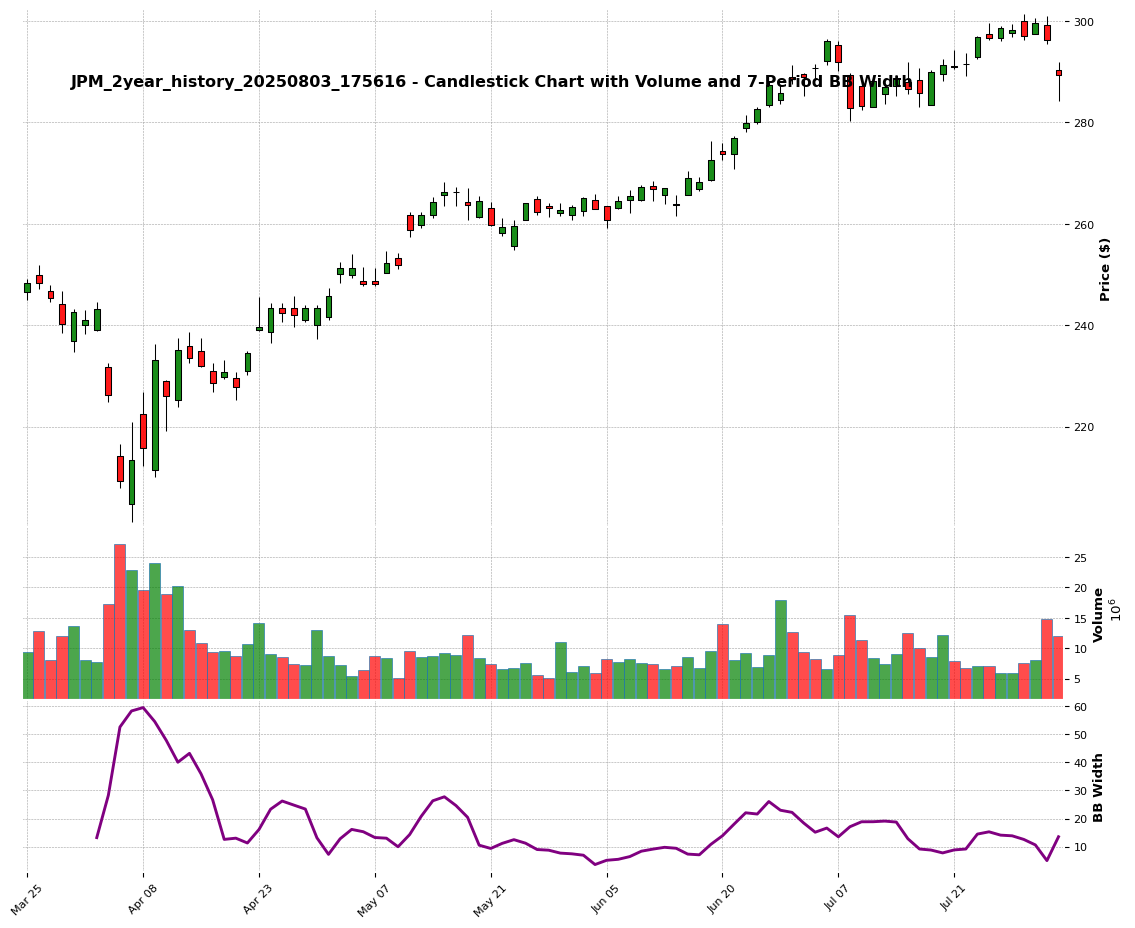 JPM_2year_history_20250803_175616 - Candlestick Chart with Volume and 7-Period BB Width
300
280
260
240
220
Price ($)
25
20
15
10
5
Volume
10^6
60
50
40
30
20
10
BB Width
Mar 25
Apr 08
Apr 23
May 07
May 21
Jun 05
Jun 20
Jul 07
Jul 21